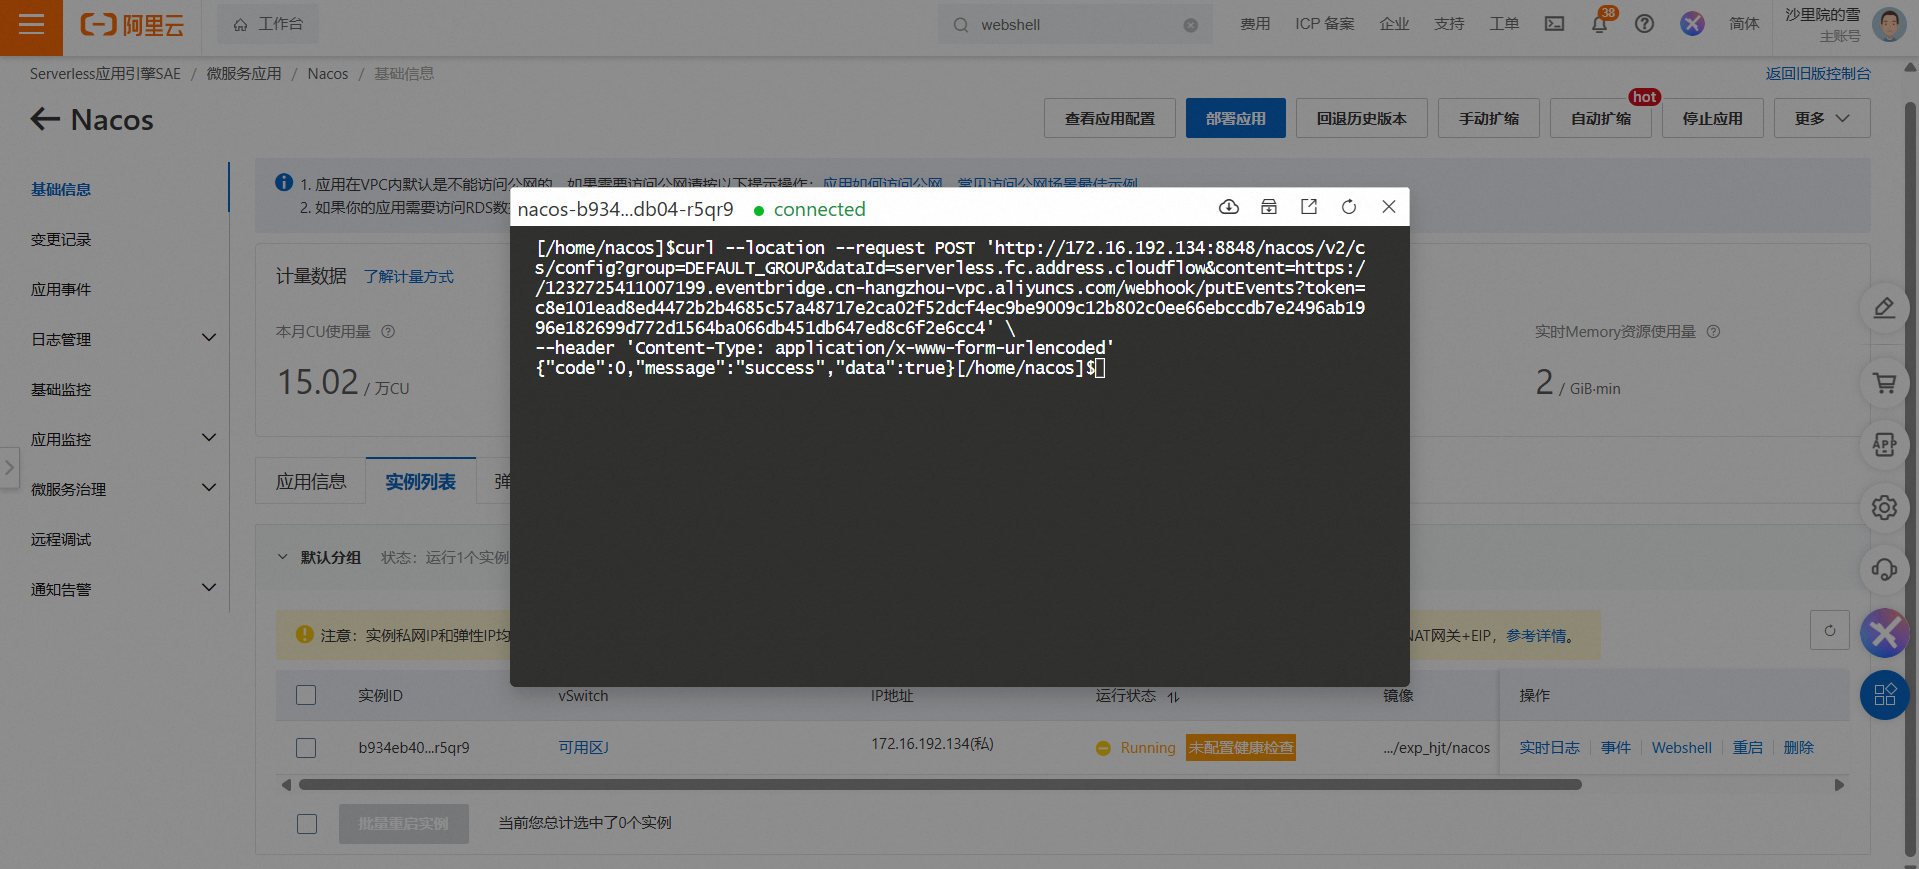 阿里云
工作台
webshell
费用
ICP 备案
企业
支持
工单
38
简体
沙里院的雪
主账号
Serverless应用引擎SAE / 微服务应用 / Nacos / 基础信息
返回旧版控制台
Nacos
查看应用配置
部署应用
回退历史版本
手动扩缩
自动扩缩
hot
停止应用
更多
基础信息
变更记录
应用事件
日志管理
基础监控
应用监控
微服务治理
远程调试
通知告警
1. 应用在VPC内默认是不能访问公网的，如果需要访问公网请按以下提示操作：应用如何访问公网、常见访问公网场景最佳示例
2. 如果你的应用需要访问RDS数
计量数据 了解计量方式
本月CU使用量
15.02 / 万CU
实时Memory资源使用量
2 / GiB·min
nacos-b934...db04-r5qr9 connected
[/home/nacos]$curl --location --request POST 'http://172.16.192.134:8848/nacos/v2/c
s/config?group=DEFAULT_GROUP&dataId=serverless.fc.address.cloudflow&content=https:/
/1232725411007199.eventbridge.cn-hangzhou-vpc.aliyuncs.com/webhook/putEvents?token=
c8e101ead8ed4472b2b4685c57a48717e2ca02f52dcf4ec9be9009c12b802c0ee66ebccdb7e2496ab19
96e182699d772d1564ba066db451db647ed8c6f2e6cc4' \
--header 'Content-Type: application/x-www-form-urlencoded'
{"code":0,"message":"success","data":true}[/home/nacos]$
应用信息
实例列表
弹
默认分组 状态：运行1个实例
注意：实例私网IP和弹性IP均
NAT网关+EIP，参考详情。
实例ID
vSwitch
IP地址
运行状态
镜像
操作
b934eb40...r5qr9
可用区J
172.16.192.134(私)
Running 未配置健康检查
.../exp_hjt/nacos
实时日志
事件
Webshell
重启
删除
批量重启实例
当前您总计选中了0个实例
APP